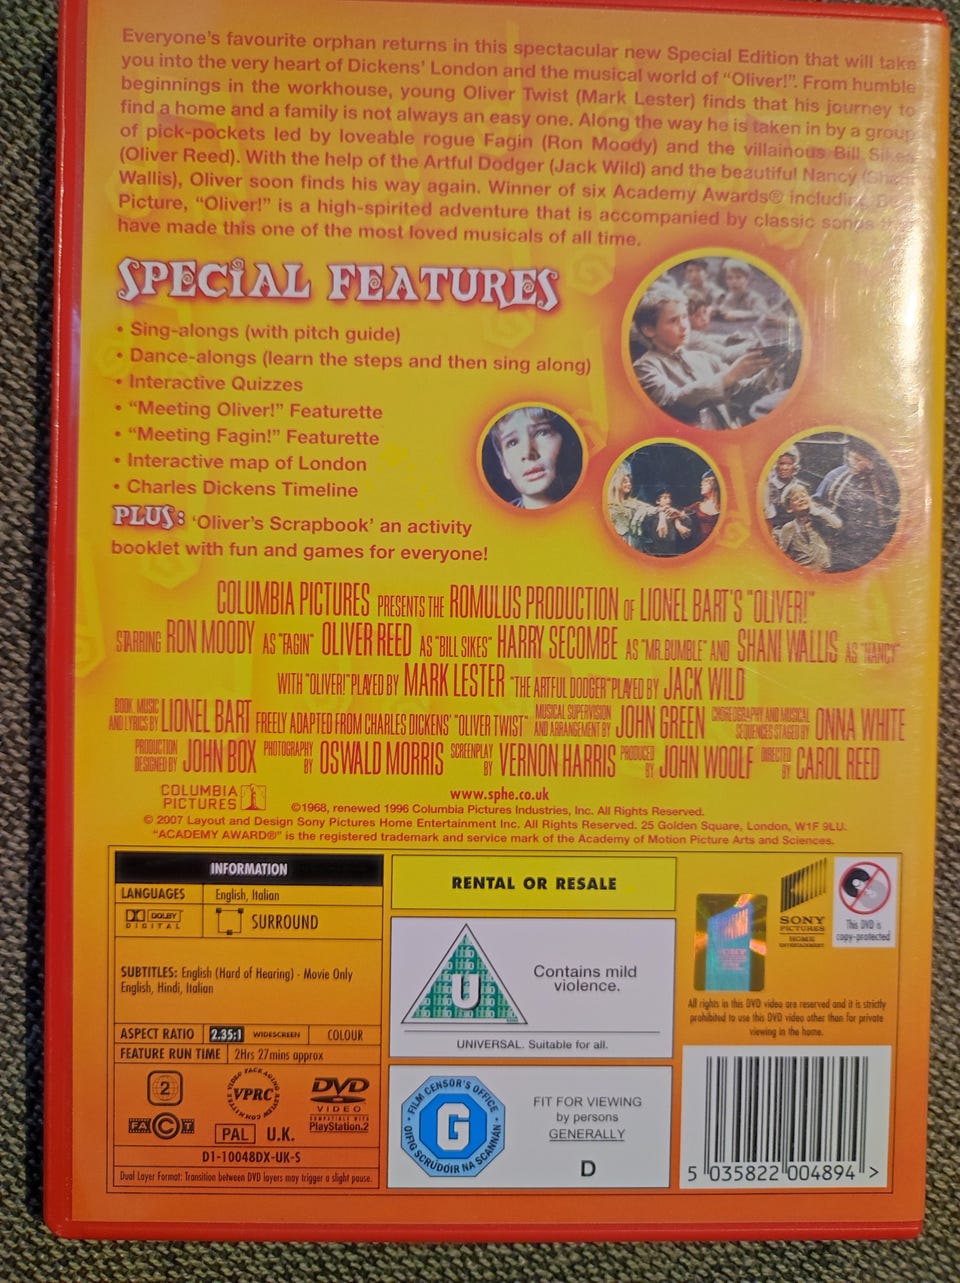 Everyone's favourite orphan returns in this spectacular new Special Edition that will take
you into the very heart of Dickens' London and the musical world of "Oliver!". From humble
beginnings in the workhouse, young Oliver Twist (Mark Lester) finds that his journey to
find a home and a family is not always an easy one. Along the way he is taken in by a group
of pick-pockets led by loveable rogue Fagin (Ron Moody) and the villainous Bill Sikes
(Oliver Reed). With the help of the Artful Dodger (Jack Wild) and the beautiful Nancy
Wallis), Oliver soon finds his way again. Winner of six Academy Awards® including
Picture, "Oliver!" is a high-spirited adventure that is accompanied by classic songs
have made this one of the most loved musicals of all time.
SPECIAL FEATURES
• Sing-alongs (with pitch guide)
• Dance-alongs (learn the steps and then sing along)
• Interactive Quizzes
• "Meeting Oliver!" Featurette
• "Meeting Fagin!" Featurette
• Interactive map of London
• Charles Dickens Timeline
PLUS: 'Oliver's Scrapbook' an activity
booklet with fun and games for everyone!
COLUMBIA PICTURES PRESENTS THE ROMULUS PRODUCTION OF LIONEL BART'S "OLIVER!"
STARRING RON MOODY AS "FAGIN" OLIVER REED AS "BILL SIKES" HARRY SECOMBE AS "MR. BUMBLE" AND SHANI WALLIS AS "NANCY"
WITH "OLIVER!" PLAYED BY MARK LESTER "THE ARTFUL DODGER" PLAYED BY JACK WILD
BOOK, MUSIC AND LYRICS BY LIONEL BART FREELY ADAPTED FROM CHARLES DICKENS' "OLIVER TWIST" MUSICAL SUPERVISION AND ARRANGEMENT BY JOHN GREEN CHOREOGRAPHY AND MUSICAL SEQUENCES STAGED BY ONNA WHITE
PRODUCTION DESIGNED BY JOHN BOX PHOTOGRAPHY BY OSWALD MORRIS SCREENPLAY BY VERNON HARRIS PRODUCED BY JOHN WOOLF DIRECTED BY CAROL REED
COLUMBIA
PICTURES
www.sphe.co.uk
©1968, renewed 1996 Columbia Pictures Industries, Inc. All Rights Reserved.
© 2007 Layout and Design Sony Pictures Home Entertainment Inc. All Rights Reserved. 25 Golden Square, London, W1F 9LU.
"ACADEMY AWARD®" is the registered trademark and service mark of the Academy of Motion Picture Arts and Sciences.
INFORMATION
LANGUAGES English, Italian
DOLBY
DIGITAL
SURROUND
SUBTITLES: English (Hard of Hearing) - Movie Only
English, Hindi, Italian
ASPECT RATIO 2.35:1 WIDESCREEN COLOUR
FEATURE RUN TIME 2Hrs 27mins approx
2
VIDEO PACKAGING REVIEW COMMITTEE
VPRC
DVD
VIDEO
COMPATIBLE WITH
PlayStation.2
FACT
PAL U.K.
D1-10048DX-UK-S
Dual Layer Format: Transition between DVD layers may trigger a slight pause.
RENTAL OR RESALE
U
Contains mild
violence.
UNIVERSAL. Suitable for all.
FILM CENSOR'S OFFICE
OIFIG SCRÚDÓIR NA SCANNÁN
G
FIT FOR VIEWING
by persons
GENERALLY
D
SONY
PICTURES
HOME
ENTERTAINMENT
This DVD is
copy-protected
All rights in this DVD video are reserved and it is strictly
prohibited to use this DVD video other than for private
viewing in the home.
5 035822 004894 >